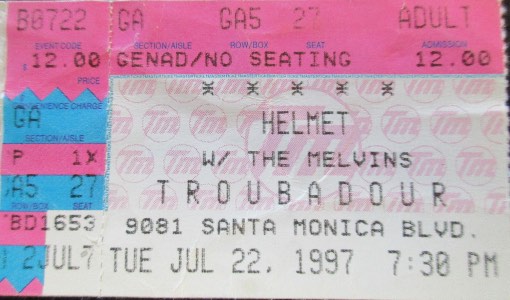 B0722 GA GA5 27 ADULT
EVENT CODE SECTION/AISLE ROW/BOX SEAT ADMISSION
12.00 GENAD/NO SEATING 12.00
PRICE
CONVENIENCE CHARGE
GA
SECTION/AISLE
HELMET
W/ THE MELVINS
P 1X
ROW/BOX SEAT
A5 27
TROUBADOUR
BD1653
9081 SANTA MONICA BLVD.
2JUL7
TUE JUL 22, 1997 7:30 PM